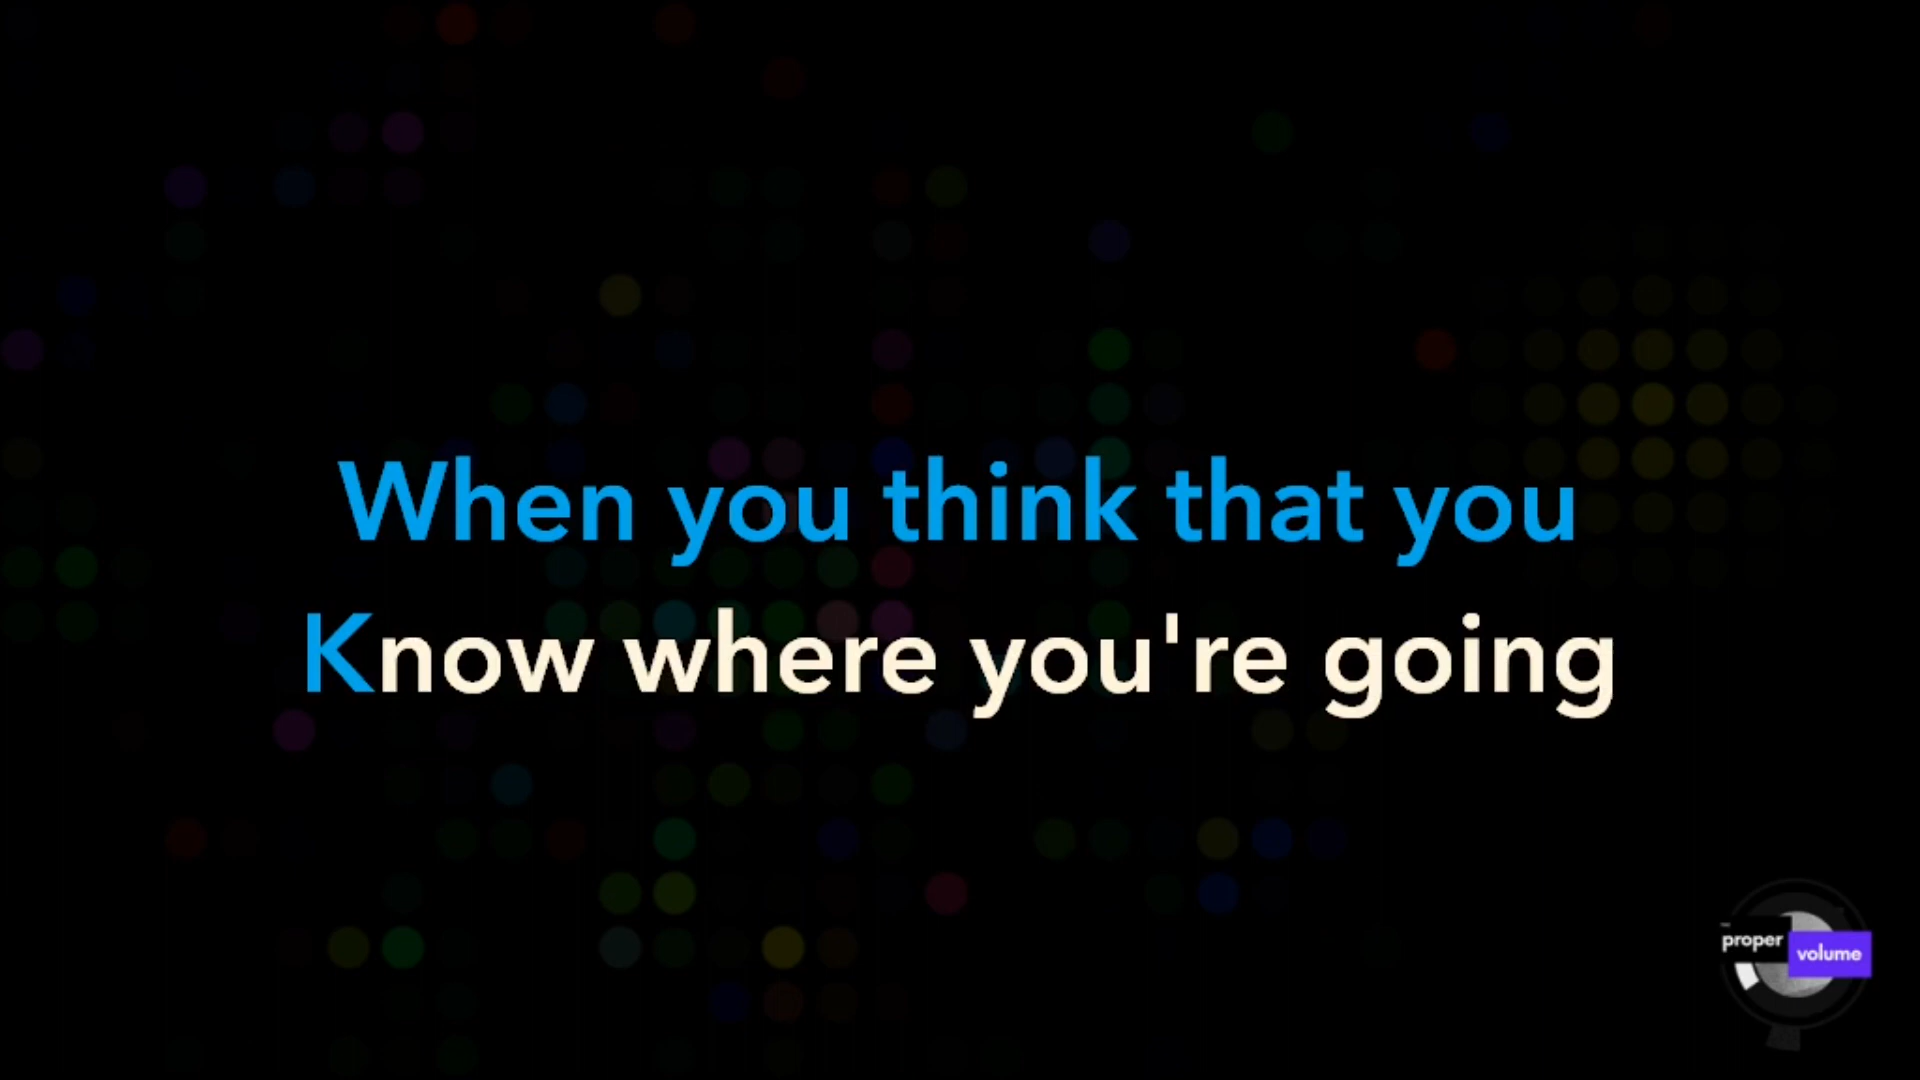 When you think that you
Know where you're going
proper
volume